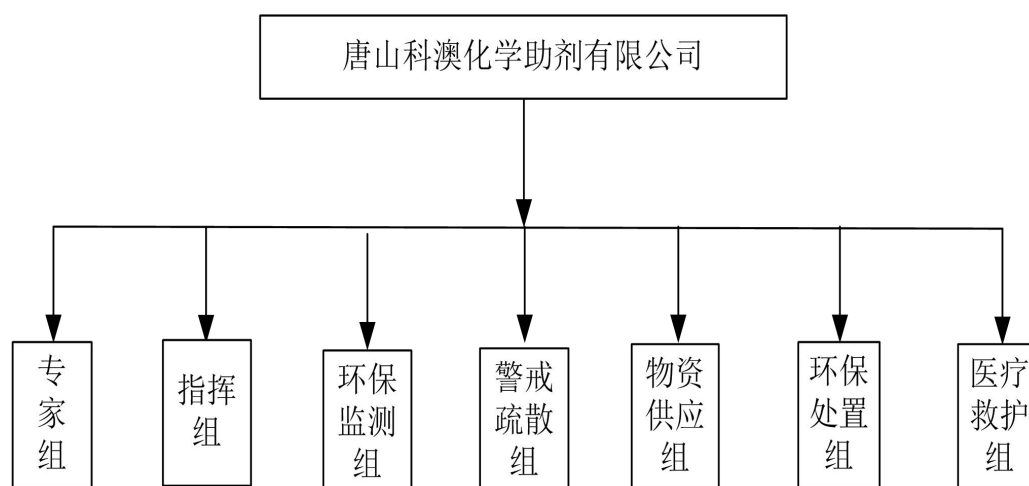 唐山科澳化学助剂有限公司
专
家
组
指挥
组
环保
监测
组
警戒
疏散
组
物资
供应
组
环保
处置
组
医疗
救护
组